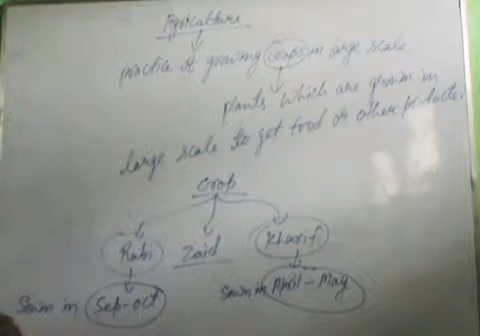 Agriculture
practice of growing crops in large scale
plants which are grown in
large scale to get food or other products.
crop
Rabi Zaid Kharif
Sown in Sep-oct Sown in April-May